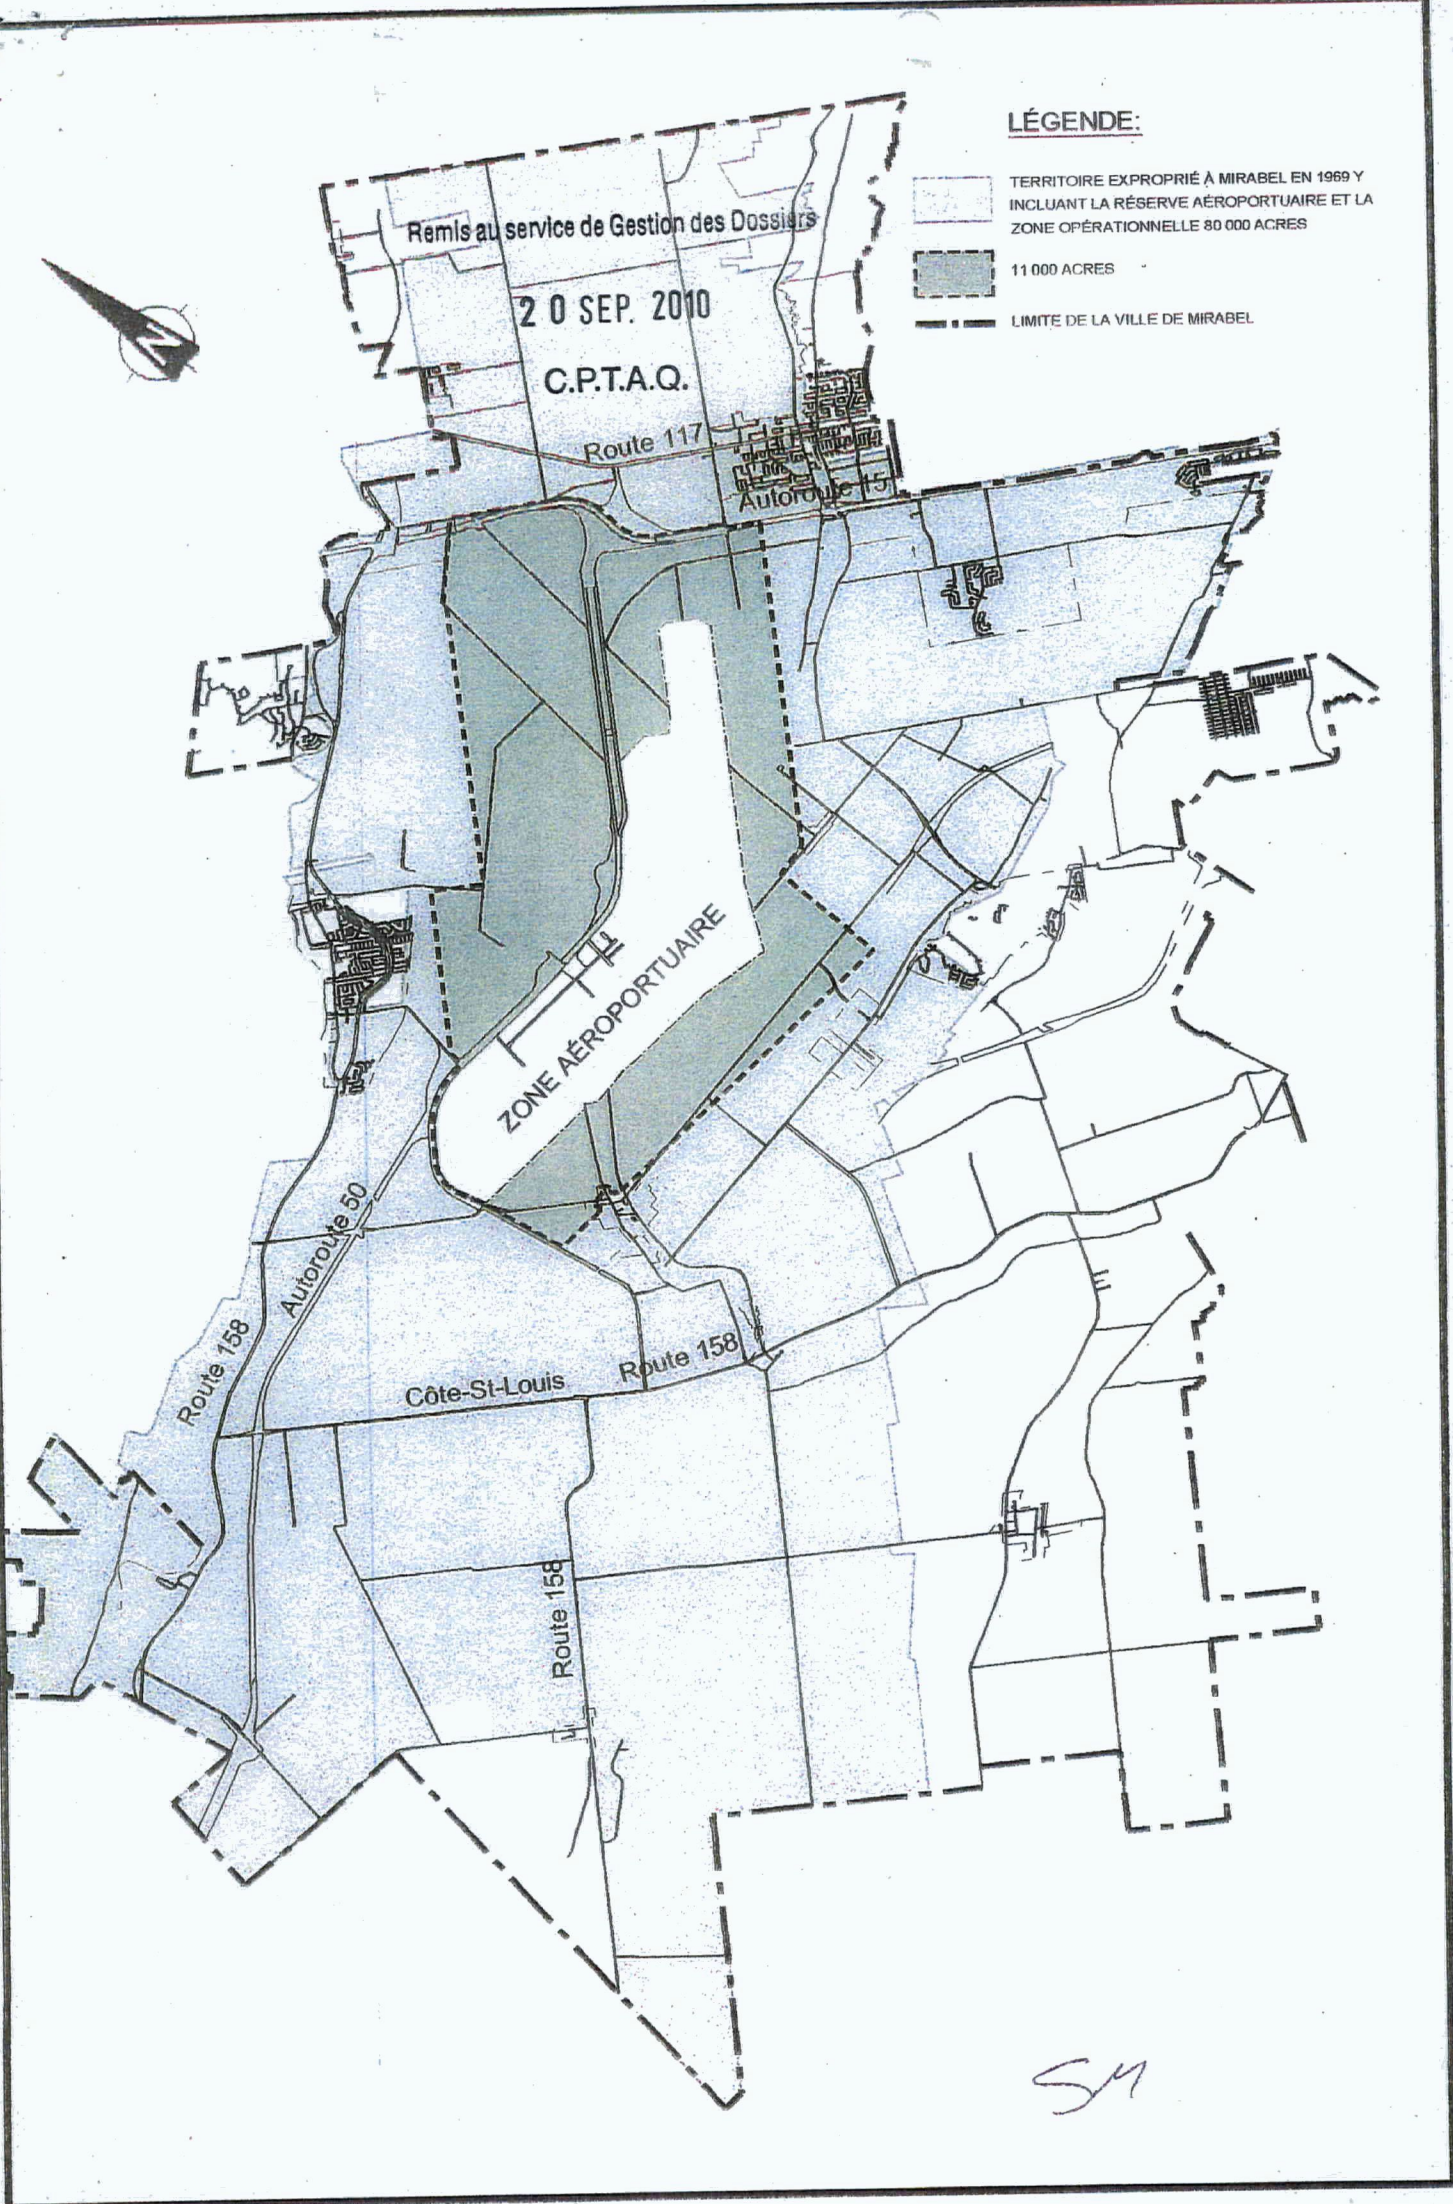 LÉGENDE:
TERRITOIRE EXPROPRIÉ À MIRABEL EN 1969 Y
INCLUANT LA RÉSERVE AÉROPORTUAIRE ET LA
ZONE OPÉRATIONNELLE 80 000 ACRES
11 000 ACRES
LIMITE DE LA VILLE DE MIRABEL
Remis au service de Gestion des Dossiers
20 SEP. 2010
C.P.T.A.Q.
N
Route 117
Autoroute 15
ZONE AÉROPORTUAIRE
Autoroute 50
Route 158
Côte-St-Louis
Route 158
Route 158
SM